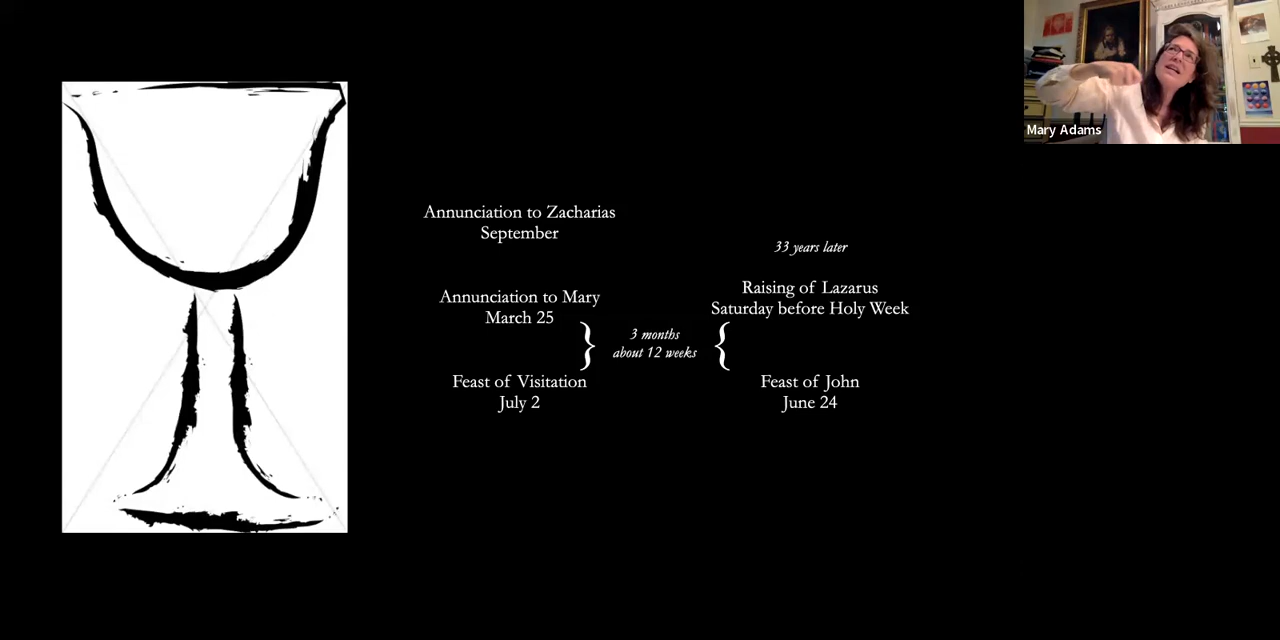 Mary Adams
Annunciation to Zacharias
September
Annunciation to Mary
March 25
Feast of Visitation
July 2
3 months
about 12 weeks
33 years later
Raising of Lazarus
Saturday before Holy Week
Feast of John
June 24